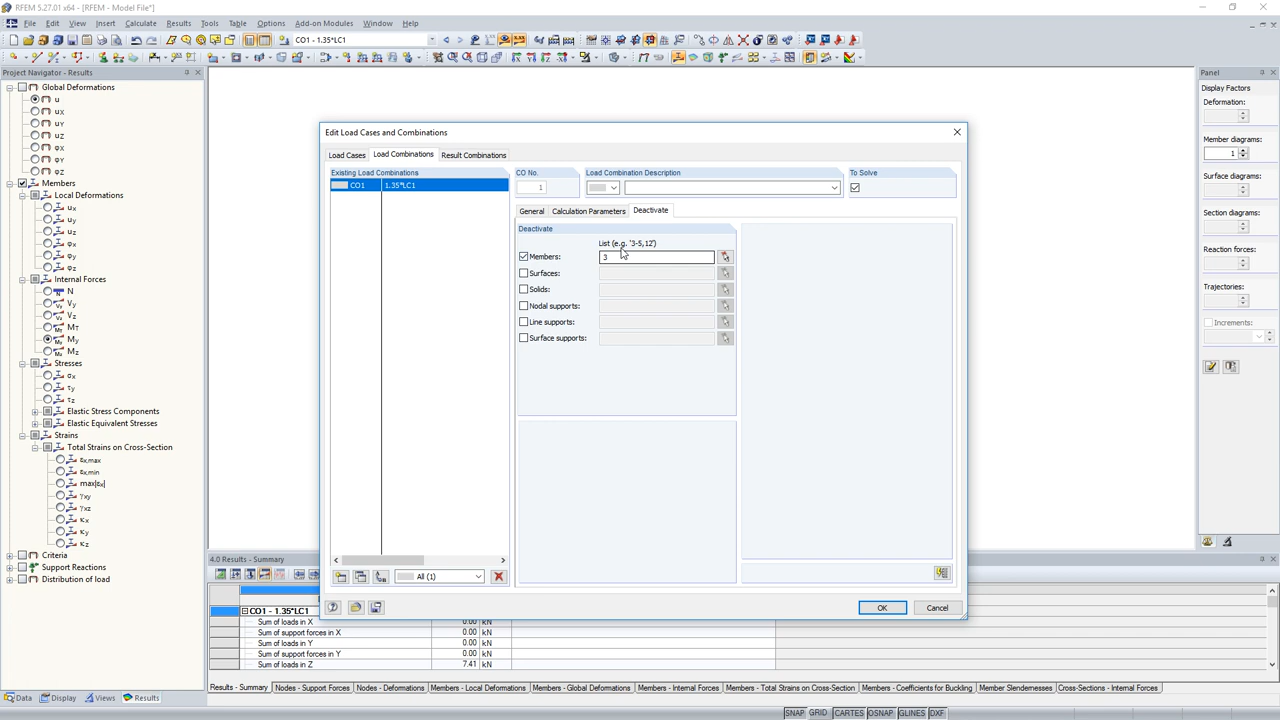 RFEM 5.27.01 x64 - [Model File*]
File Edit View Insert Calculate Results Tools Table Options Add-on Modules Window Help
CO1 - 1.35*LC1
Project Navigator - Results
Global Deformations
u
uX
uY
uZ
φX
φY
φZ
Members
Local Deformations
ux
uy
uz
φx
φy
φz
Internal Forces
N
Vy
Vz
MT
My
Mz
Stresses
σx
τy
τz
Elastic Stress Components
Elastic Equivalent Stresses
Strains
Total Strains on Cross-Section
εx,max
εx,min
max|εx|
γxy
γxz
κx
κy
κz
Criteria
Support Reactions
Distribution of load
Data Display Views Results
Edit Load Cases and Combinations
Load Cases Load Combinations Result Combinations
Existing Load Combinations
CO1 1.35*LC1
All (1)
CO No.
1
Load Combination Description
To Solve
General Calculation Parameters Deactivate
Deactivate
List (e.g. '3-5,12')
Members: 3
Surfaces:
Solids:
Nodal supports:
Line supports:
Surface supports:
OK Cancel
Panel
Display Factors
Deformation:
Member diagrams:
1
Surface diagrams:
Section diagrams:
Reaction forces:
Trajectories:
Increments:
4.0 Results - Summary
CO1 - 1.35*LC1
Sum of loads in X 0.00 kN
Sum of support forces in X 0.00 kN
Sum of loads in Y 0.00 kN
Sum of support forces in Y 0.00 kN
Sum of loads in Z 7.41 kN
Results - Summary Nodes - Support Forces Nodes - Deformations Members - Local Deformations Members - Global Deformations Members - Internal Forces Members - Total Strains on Cross-Section Members - Coefficients for Buckling Member Slendernesses Cross-Sections - Internal Forces
SNAP GRID CARTES OSNAP GLINES DXF